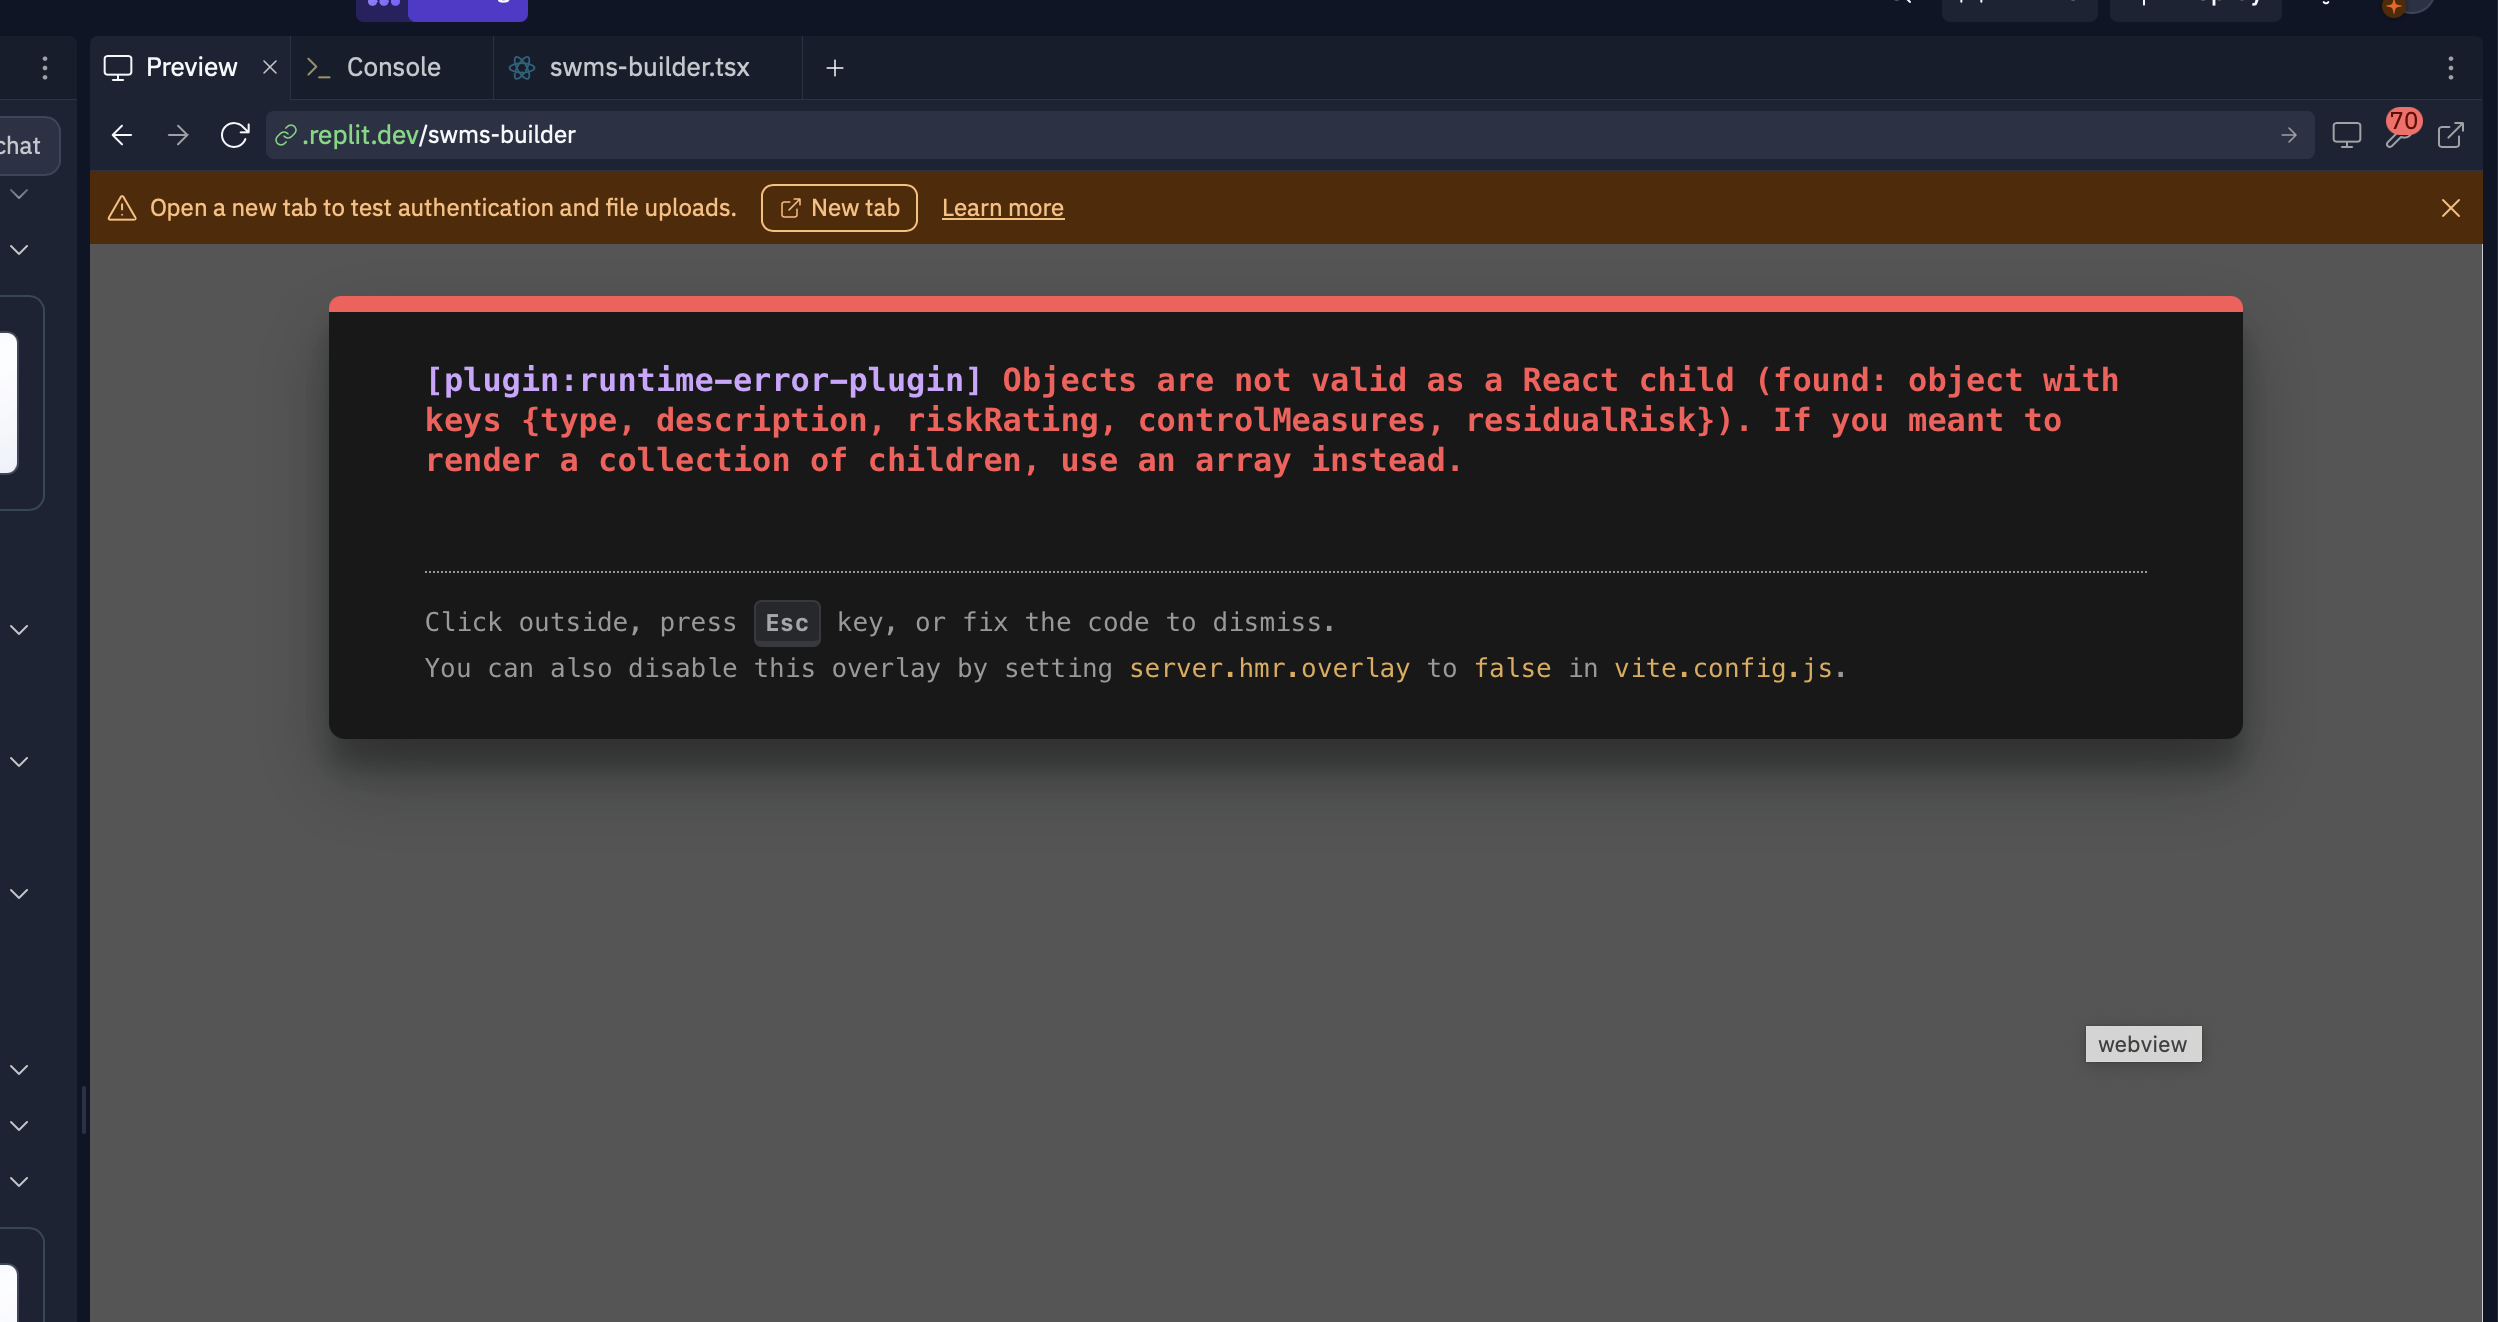 Preview
Console
swms-builder.tsx
chat
.replit.dev/swms-builder
70
Open a new tab to test authentication and file uploads.
New tab
Learn more
[plugin:runtime-error-plugin] Objects are not valid as a React child (found: object with
keys {type, description, riskRating, controlMeasures, residualRisk}). If you meant to
render a collection of children, use an array instead.
Click outside, press Esc key, or fix the code to dismiss.
You can also disable this overlay by setting server.hmr.overlay to false in vite.config.js.
webview